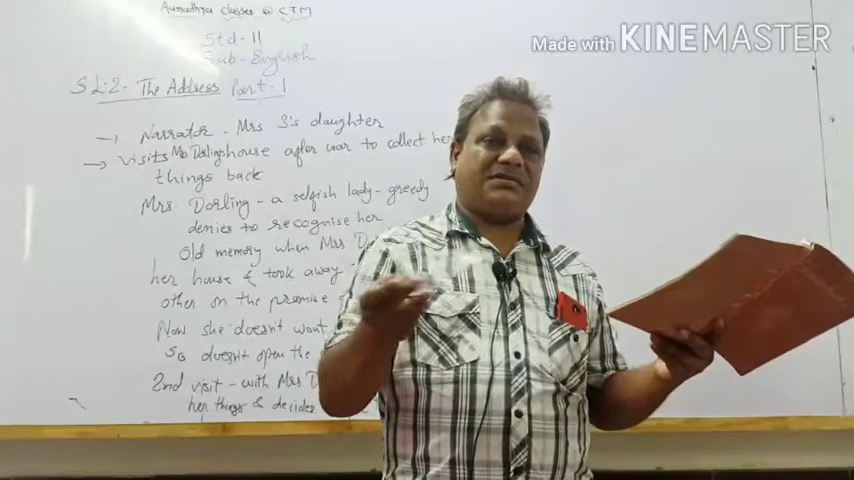 Classes @ CTM
Made with KINEMASTER
Std - 11
Sub - English
SL:2 - The Address Part-1
→ Narrator - Mrs S's daughter
→ visits Mrs Darling house after war to collect her
things back
Mrs. Dorling - a selfish lady - greedy
denies to recognise her
old memory when Mrs D
her house & took away
other on the promise
Now she doesn't want
so doesn't open the
2nd visit - with Mrs
her things & decides